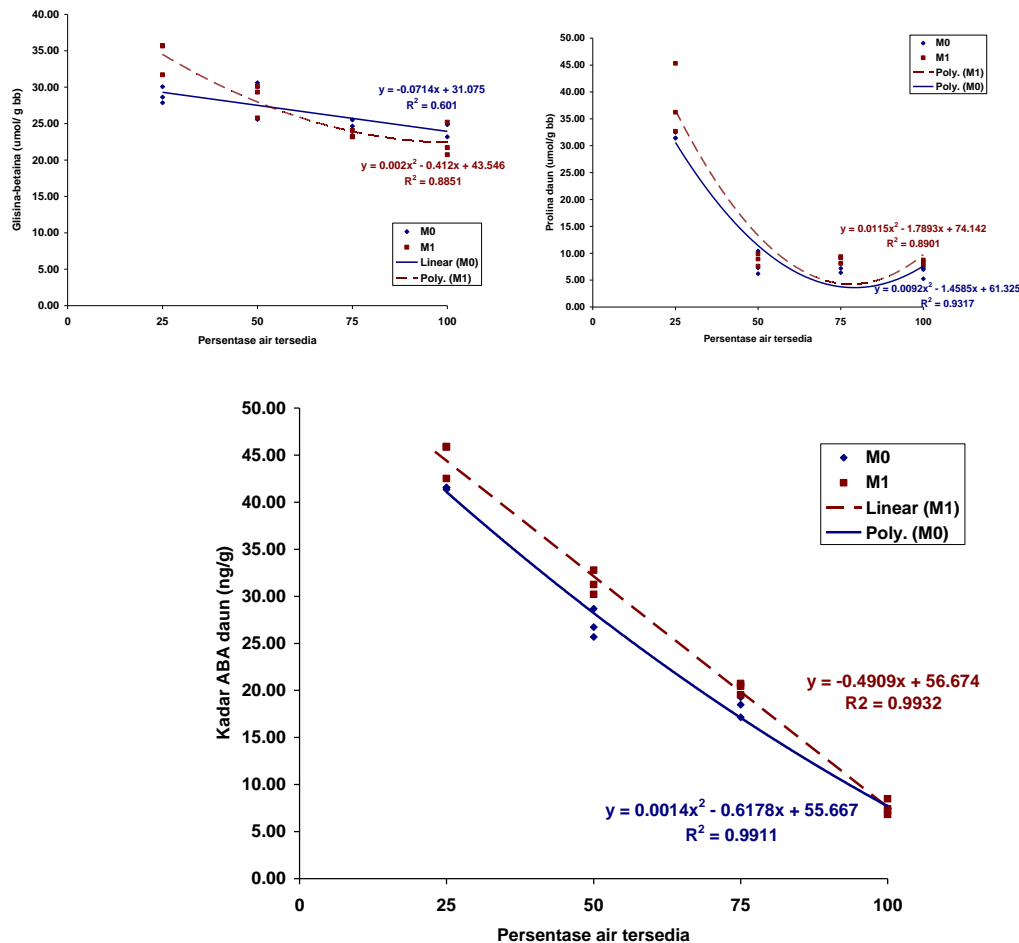 40.00
35.00
30.00
25.00
20.00
15.00
10.00
5.00
0.00
0
25
50
75
100
Glisina-betaina (umol/ g bb)
Persentase air tersedia
y = -0.0714x + 31.075
R² = 0.601
y = 0.002x² - 0.412x + 43.546
R² = 0.8851
M0
M1
Linear (M0)
Poly. (M1)
50.00
45.00
40.00
35.00
30.00
25.00
20.00
15.00
10.00
5.00
0.00
0
25
50
75
100
Prolina daun (umol/g bb)
Persentase air tersedia
M0
M1
Poly. (M1)
Poly. (M0)
y = 0.0115x² - 1.7893x + 74.142
R² = 0.8901
y = 0.0092x² - 1.4585x + 61.325
R² = 0.9317
50.00
45.00
40.00
35.00
30.00
25.00
20.00
15.00
10.00
5.00
0.00
0
25
50
75
100
Kadar ABA daun (ng/g)
Persentase air tersedia
M0
M1
Linear (M1)
Poly. (M0)
y = -0.4909x + 56.674
R2 = 0.9932
y = 0.0014x² - 0.6178x + 55.667
R² = 0.9911